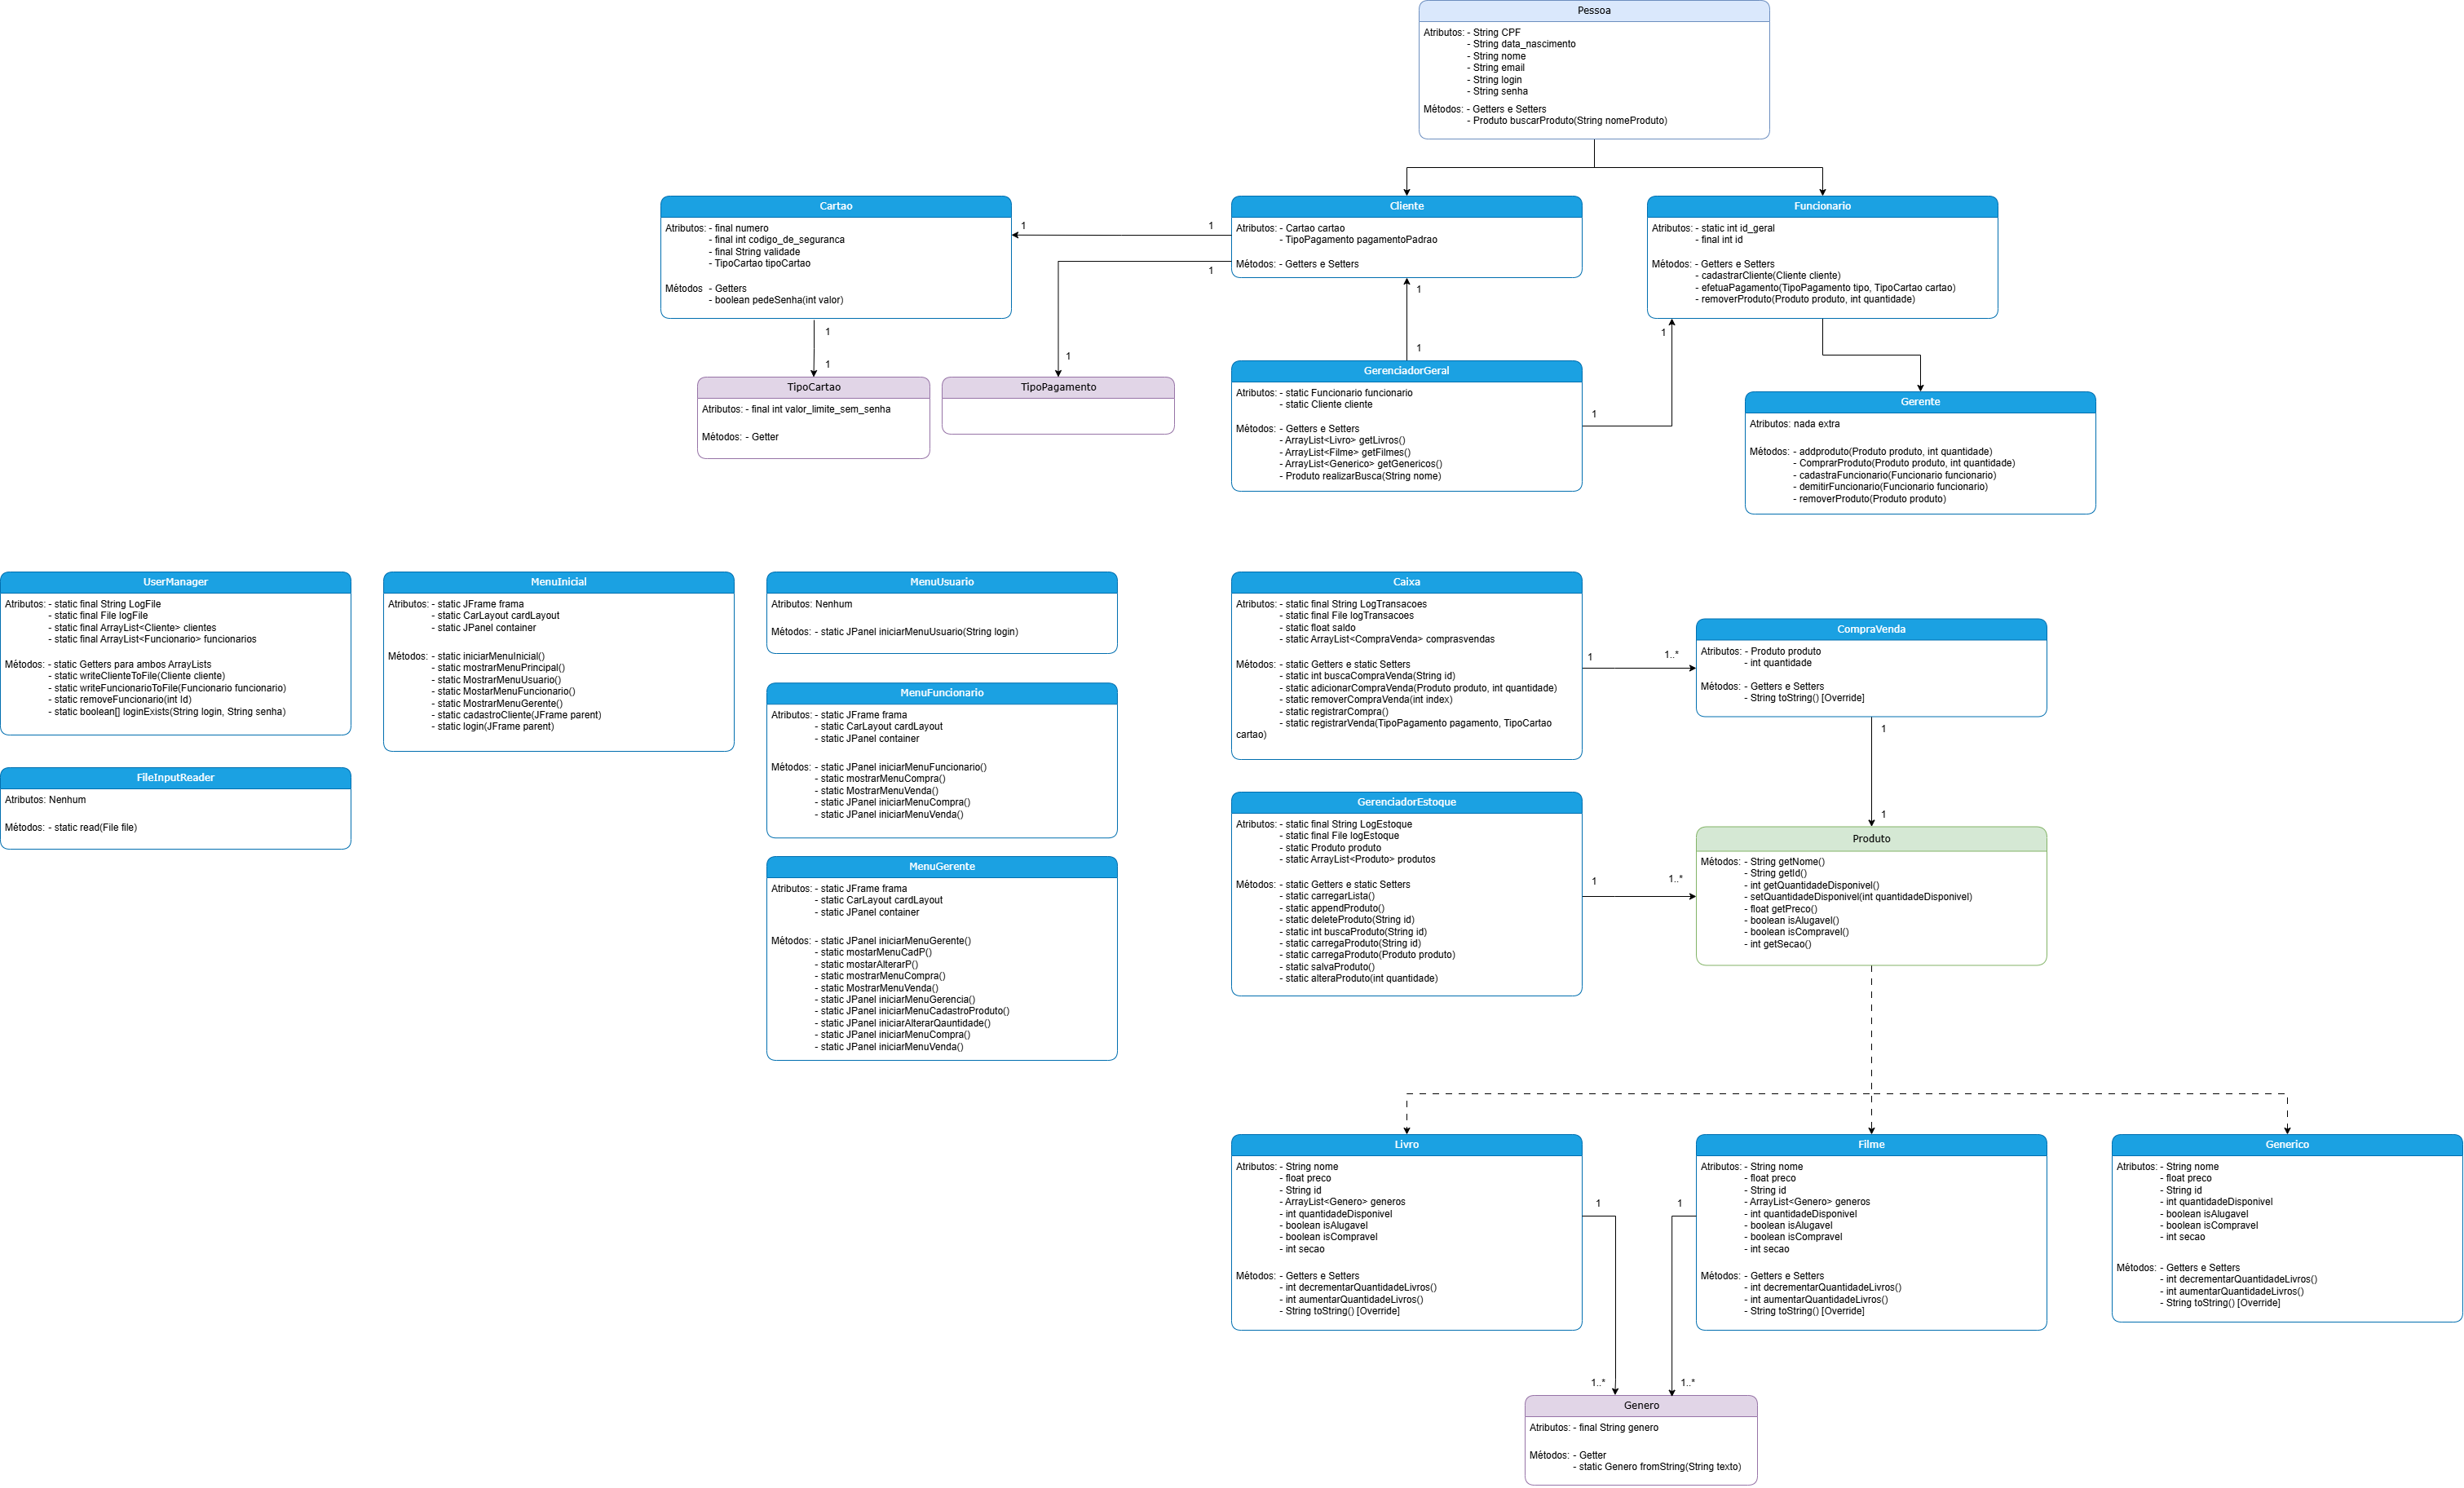 Pessoa
Atributos: - String CPF
- String data_nascimento
- String nome
- String email
- String login
- String senha
Métodos: - Getters e Setters
- Produto buscarProduto(String nomeProduto)
Cartao
Atributos: - final numero
- final int codigo_de_seguranca
- final String validade
- TipoCartao tipoCartao
Métodos - Getters
- boolean pedeSenha(int valor)
1
1
Cliente
Atributos: - Cartao cartao
- TipoPagamento pagamentoPadrao
Métodos: - Getters e Setters
1
1
Funcionario
Atributos: - static int id_geral
- final int id
Métodos: - Getters e Setters
- cadastrarCliente(Cliente cliente)
- efetuaPagamento(TipoPagamento tipo, TipoCartao cartao)
- removerProduto(Produto produto, int quantidade)
1
1
1
1
1
TipoCartao
Atributos: - final int valor_limite_sem_senha
Métodos: - Getter
TipoPagamento
GerenciadorGeral
Atributos: - static Funcionario funcionario
- static Cliente cliente
Métodos: - Getters e Setters
- ArrayList<Livro> getLivros()
- ArrayList<Filme> getFilmes()
- ArrayList<Generico> getGenericos()
- Produto realizarBusca(String nome)
1
Gerente
Atributos: nada extra
Métodos: - addproduto(Produto produto, int quantidade)
- ComprarProduto(Produto produto, int quantidade)
- cadastraFuncionario(Funcionario funcionario)
- demitirFuncionario(Funcionario funcionario)
- removerProduto(Produto produto)
UserManager
Atributos: - static final String LogFile
- static final File logFile
- static final ArrayList<Cliente> clientes
- static final ArrayList<Funcionario> funcionarios
Métodos: - static Getters para ambos ArrayLists
- static writeClienteToFile(Cliente cliente)
- static writeFuncionarioToFile(Funcionario funcionario)
- static removeFuncionario(int Id)
- static boolean[] loginExists(String login, String senha)
FileInputReader
Atributos: Nenhum
Métodos: - static read(File file)
MenuInicial
Atributos: - static JFrame frama
- static CarLayout cardLayout
- static JPanel container
Métodos: - static iniciarMenuInicial()
- static mostrarMenuPrincipal()
- static MostrarMenuUsuario()
- static MostarMenuFuncionario()
- static MostrarMenuGerente()
- static cadastroCliente(JFrame parent)
- static login(JFrame parent)
MenuUsuario
Atributos: Nenhum
Métodos: - static JPanel iniciarMenuUsuario(String login)
MenuFuncionario
Atributos: - static JFrame frama
- static CarLayout cardLayout
- static JPanel container
Métodos: - static JPanel iniciarMenuFuncionario()
- static mostrarMenuCompra()
- static MostrarMenuVenda()
- static JPanel iniciarMenuCompra()
- static JPanel iniciarMenuVenda()
MenuGerente
Atributos: - static JFrame frama
- static CarLayout cardLayout
- static JPanel container
Métodos: - static JPanel iniciarMenuGerente()
- static mostarMenuCadP()
- static mostarAlterarP()
- static mostrarMenuCompra()
- static MostrarMenuVenda()
- static JPanel iniciarMenuGerencia()
- static JPanel iniciarMenuCadastroProduto()
- static JPanel iniciarAlterarQauntidade()
- static JPanel iniciarMenuCompra()
- static JPanel iniciarMenuVenda()
Caixa
Atributos: - static final String LogTransacoes
- static final File logTransacoes
- static float saldo
- static ArrayList<CompraVenda> comprasvendas
Métodos: - static Getters e static Setters
- static int buscaCompraVenda(String id)
- static adicionarCompraVenda(Produto produto, int quantidade)
- static removerCompraVenda(int index)
- static registrarCompra()
- static registrarVenda(TipoPagamento pagamento, TipoCartao
cartao)
1
1..*
CompraVenda
Atributos: - Produto produto
- int quantidade
Métodos: - Getters e Setters
- String toString() [Override]
1
1
GerenciadorEstoque
Atributos: - static final String LogEstoque
- static final File logEstoque
- static Produto produto
- static ArrayList<Produto> produtos
Métodos: - static Getters e static Setters
- static carregarLista()
- static appendProduto()
- static deleteProduto(String id)
- static int buscaProduto(String id)
- static carregaProduto(String id)
- static carregaProduto(Produto produto)
- static salvaProduto()
- static alteraProduto(int quantidade)
1
1..*
Produto
Métodos: - String getNome()
- String getId()
- int getQuantidadeDisponivel()
- setQuantidadeDisponivel(int quantidadeDisponivel)
- float getPreco()
- boolean isAlugavel()
- boolean isCompravel()
- int getSecao()
Livro
Atributos: - String nome
- float preco
- String id
- ArrayList<Genero> generos
- int quantidadeDisponivel
- boolean isAlugavel
- boolean isCompravel
- int secao
Métodos: - Getters e Setters
- int decrementarQuantidadeLivros()
- int aumentarQuantidadeLivros()
- String toString() [Override]
1
1
Filme
Atributos: - String nome
- float preco
- String id
- ArrayList<Genero> generos
- int quantidadeDisponivel
- boolean isAlugavel
- boolean isCompravel
- int secao
Métodos: - Getters e Setters
- int decrementarQuantidadeLivros()
- int aumentarQuantidadeLivros()
- String toString() [Override]
Generico
Atributos: - String nome
- float preco
- String id
- int quantidadeDisponivel
- boolean isAlugavel
- boolean isCompravel
- int secao
Métodos: - Getters e Setters
- int decrementarQuantidadeLivros()
- int aumentarQuantidadeLivros()
- String toString() [Override]
1..*
1..*
Genero
Atributos: - final String genero
Métodos: - Getter
- static Genero fromString(String texto)